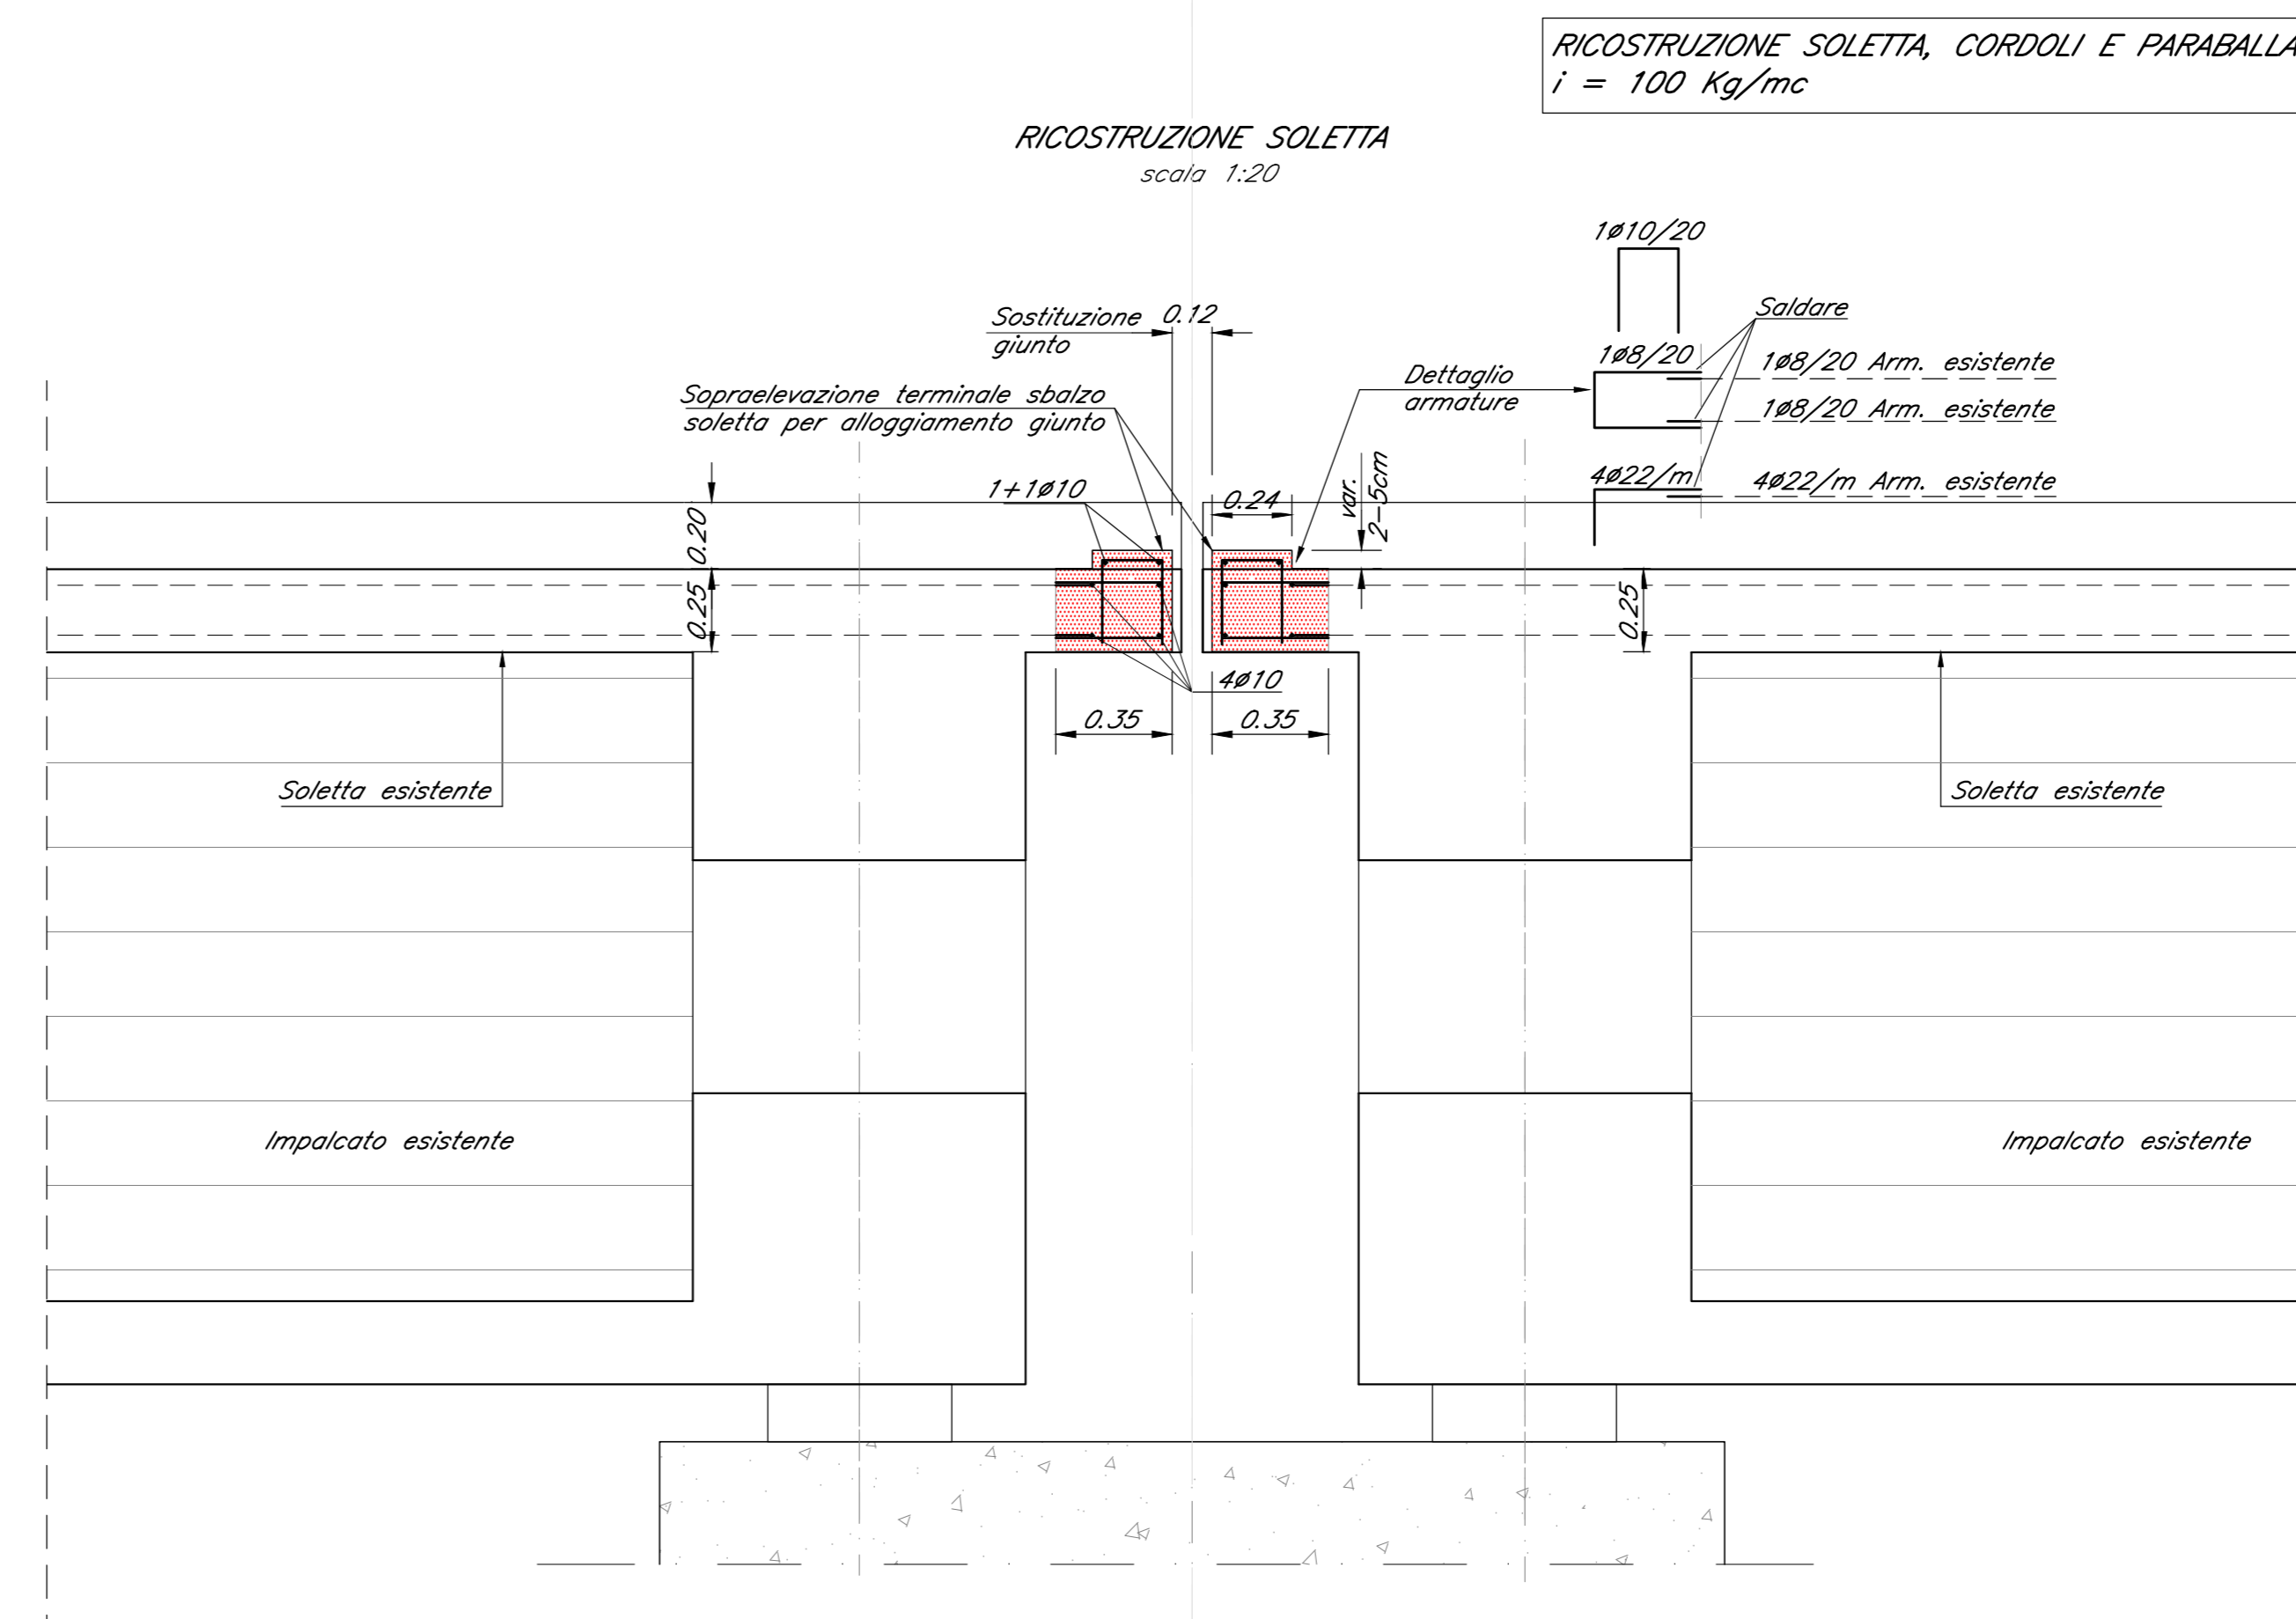 RICOSTRUZIONE SOLETTA, CORDOLI E PARABALLA
i = 100 Kg/mc
RICOSTRUZIONE SOLETTA
scala 1:20
1ø10/20
Sostituzione
giunto
0.12
Saldare
1ø8/20
1ø8/20 Arm. esistente
Dettaglio
armature
Sopraelevazione terminale sbalzo
soletta per alloggiamento giunto
1ø8/20 Arm. esistente
1+1ø10
0.24
var.
2-5cm
4ø22/m
4ø22/m Arm. esistente
0.20
0.25
0.25
4ø10
0.35
0.35
Soletta esistente
Soletta esistente
Impalcato esistente
Impalcato esistente